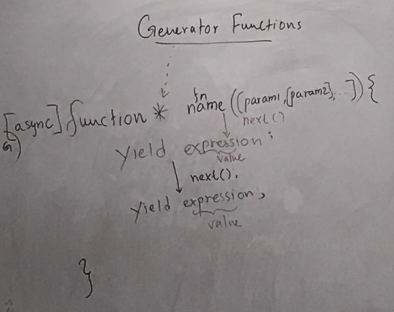 Generator Functions
fn
[async] function * name ([param1,[param2],...]) {
next()
yield expression;
value
next(),
yield expression,
value
}